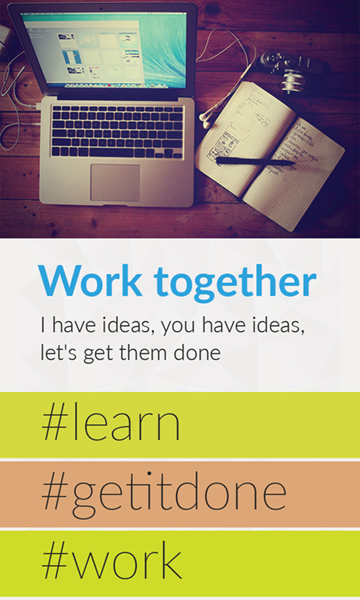 Work together
I have ideas, you have ideas,
let's get them done
#learn
#getitdone
#work